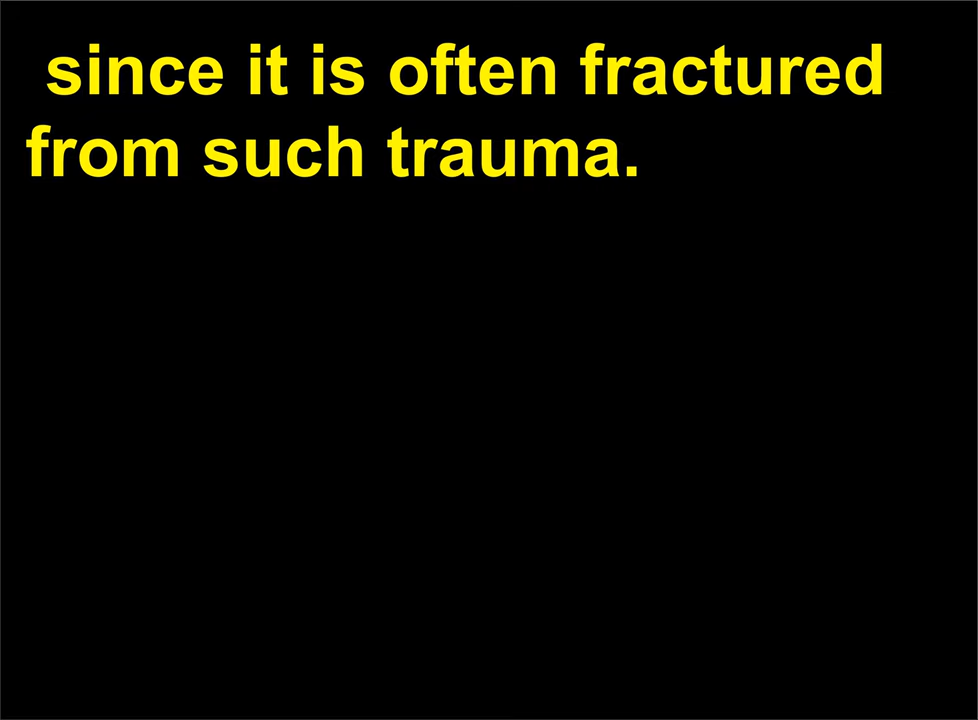 since it is often fractured
from such trauma.